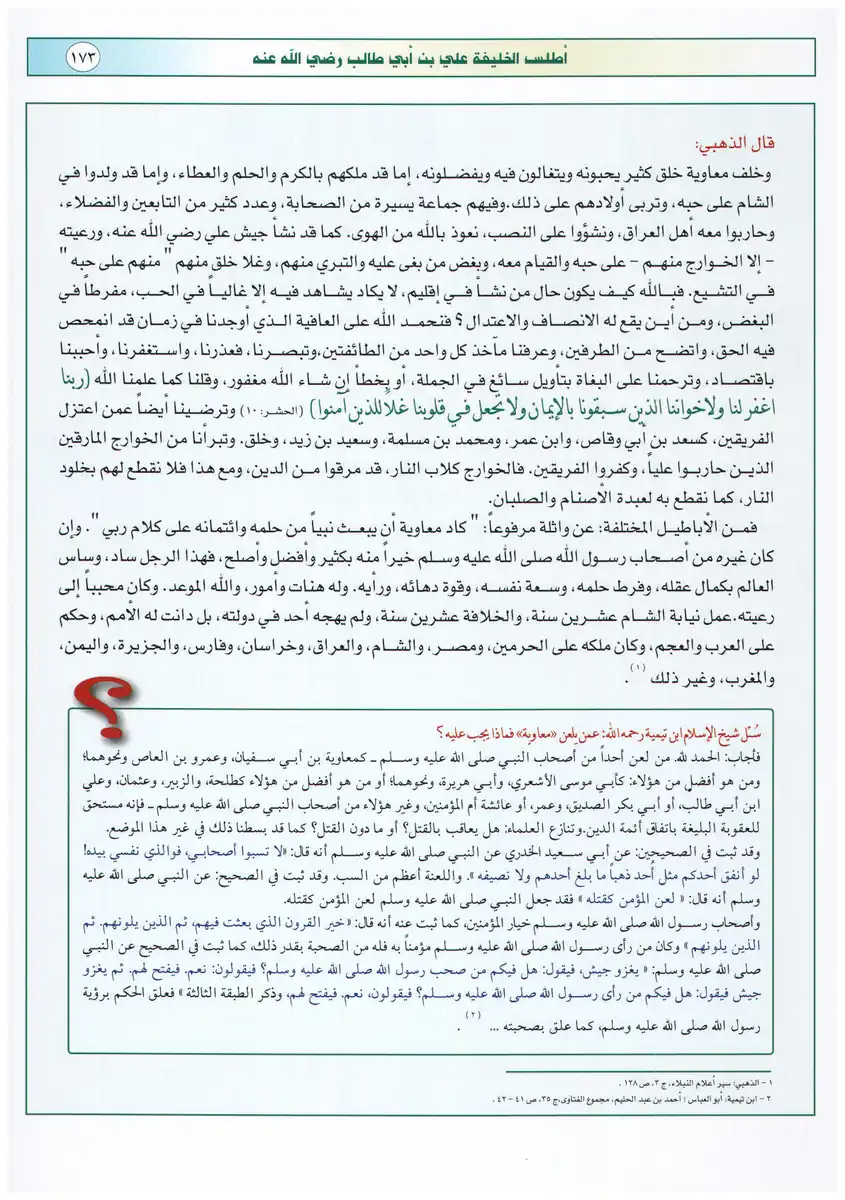 أطلس الخليفة علي بن أبي طالب رضي الله عنه
١٧٣
قال الذهبي:
وخلف معاوية خلق كثير يحبونه ويتغالون فيه ويفضلونه، إما قد ملكهم بالكرم والحلم والعطاء، وإما قد ولدوا في
الشام على حبه، وتربى أولادهم على ذلك.وفيهم جماعة يسيرة من الصحابة، وعدد كثير من التابعين والفضلاء،
وحاربوا معه أهل العراق، ونشؤوا على النصب، نعوذ بالله من الهوى. كما قد نشأ جيش علي رضي الله عنه، ورعيته
- إلا الخوارج منهم - على حبه والقيام معه، وبغض من بغى عليه والتبري منهم، وغلا خلق منهم " منهم على حبه "
في التشيع. فبالله كيف يكون حال من نشأ في إقليم، لا يكاد يشاهد فيه إلا غالياً في الحب، مفرطاً في
البغض، ومن أين يقع له الانصاف والاعتدال ؟ فنحمد الله على العافية الذي أوجدنا في زمان قد انمحص
فيه الحق، واتضح من الطرفين، وعرفنا مآخذ كل واحد من الطائفتين،وتبصرنا، فعذرنا، واستغفرنا، وأحببنا
باقتصاد، وترحمنا على البغاة بتأويل سائغ في الجملة، أو بخطأ إن شاء الله مغفور، وقلنا كما علمنا الله (ربنا
اغفر لنا ولاخواننا الذين سبقونا بالإيمان ولا تجعل في قلوبنا غلاً للذين آمنوا) (الحشر: ١٠) وترضينا أيضاً عمن اعتزل
الفريقين، كسعد بن أبي وقاص، وابن عمر، ومحمد بن مسلمة، وسعيد بن زيد، وخلق. وتبرأنا من الخوارج المارقين
الذين حاربوا علياً، وكفروا الفريقين. فالخوارج كلاب النار، قد مرقوا من الدين، ومع هذا فلا نقطع لهم بخلود
النار، كما نقطع به لعبدة الأصنام والصلبان.
فمن الأباطيل المختلقة: عن واثلة مرفوعاً: " كاد معاوية أن يبعث نبياً من حلمه وائتمانه على كلام ربي ". وإن
كان غيره من أصحاب رسول الله صلى الله عليه وسلم خيراً منه بكثير وأفضل وأصلح، فهذا الرجل ساد، وساس
العالم بكمال عقله، وفرط حلمه، وسعة نفسه، وقوة دهائه، ورأيه. وله هنات وأمور، والله الموعد. وكان محبباً إلى
رعيته.عمل نيابة الشام عشرين سنة، والخلافة عشرين سنة، ولم يهجه أحد في دولته، بل دانت له الأمم، وحكم
على العرب والعجم، وكان ملكه على الحرمين، ومصر، والشام، والعراق، وخراسان، وفارس، والجزيرة، واليمن،
والمغرب، وغير ذلك (١) .
؟
سُئل شيخ الإسلام ابن تيمية رحمه الله: عمن يلعن «معاوية» فماذا يجب عليه ؟
فأجاب: الحمد لله. من لعن أحداً من أصحاب النبي صلى الله عليه وسلم ـ كمعاوية بن أبي سفيان، وعمرو بن العاص ونحوهما؛
ومن هو أفضل من هؤلاء: كأبي موسى الأشعري، وأبي هريرة، ونحوهما؛ أو من هو أفضل من هؤلاء كطلحة، والزبير، وعثمان، وعلي
ابن أبي طالب، أو أبي بكر الصديق، وعمر، أو عائشة أم المؤمنين، وغير هؤلاء من أصحاب النبي صلى الله عليه وسلم ـ فإنه مستحق
للعقوبة البليغة باتفاق أئمة الدين.وتنازع العلماء: هل يعاقب بالقتل؟ أو ما دون القتل؟ كما قد بسطنا ذلك في غير هذا الموضع.
وقد ثبت في الصحيحين: عن أبي سعيد الخدري عن النبي صلى الله عليه وسلم أنه قال: «لا تسبوا أصحابي، فوالذي نفسي بيده!
لو أنفق أحدكم مثل أحد ذهباً ما بلغ أحدهم ولا نصيفه ». واللعنة أعظم من السب. وقد ثبت في الصحيح: عن النبي صلى الله عليه
وسلم أنه قال: « لعن المؤمن كقتله » فقد جعل النبي صلى الله عليه وسلم لعن المؤمن كقتله.
وأصحاب رسول الله صلى الله عليه وسلم خيار المؤمنين، كما ثبت عنه أنه قال: « خير القرون الذي بعثت فيهم، ثم الذين يلونهم. ثم
الذين يلونهم » وكان من رأى رسول الله صلى الله عليه وسلم مؤمناً به فله من الصحبة بقدر ذلك، كما ثبت في الصحيح عن النبي
صلى الله عليه وسلم: « يغزو جيش، فيقول: هل فيكم من صحب رسول الله صلى الله عليه وسلم؟ فيقولون: نعم. فيفتح لهم. ثم يغزو
جيش فيقول: هل فيكم من رأى رسول الله صلى الله عليه وسلم؟ فيقولون، نعم. فيفتح لهم، وذكر الطبقة الثالثة » فعلق الحكم برؤية
رسول الله صلى الله عليه وسلم، كما علق بصحبته ... (٢) .
١ - الذهبي: سير أعلام النبلاء، ج ٣، ص ١٢٨ .
٢ - ابن تيمية: أبو العباس : أحمد بن عبد الحليم، مجموع الفتاوى،ج ٣٥، ص ٤١ - ٤٢ .